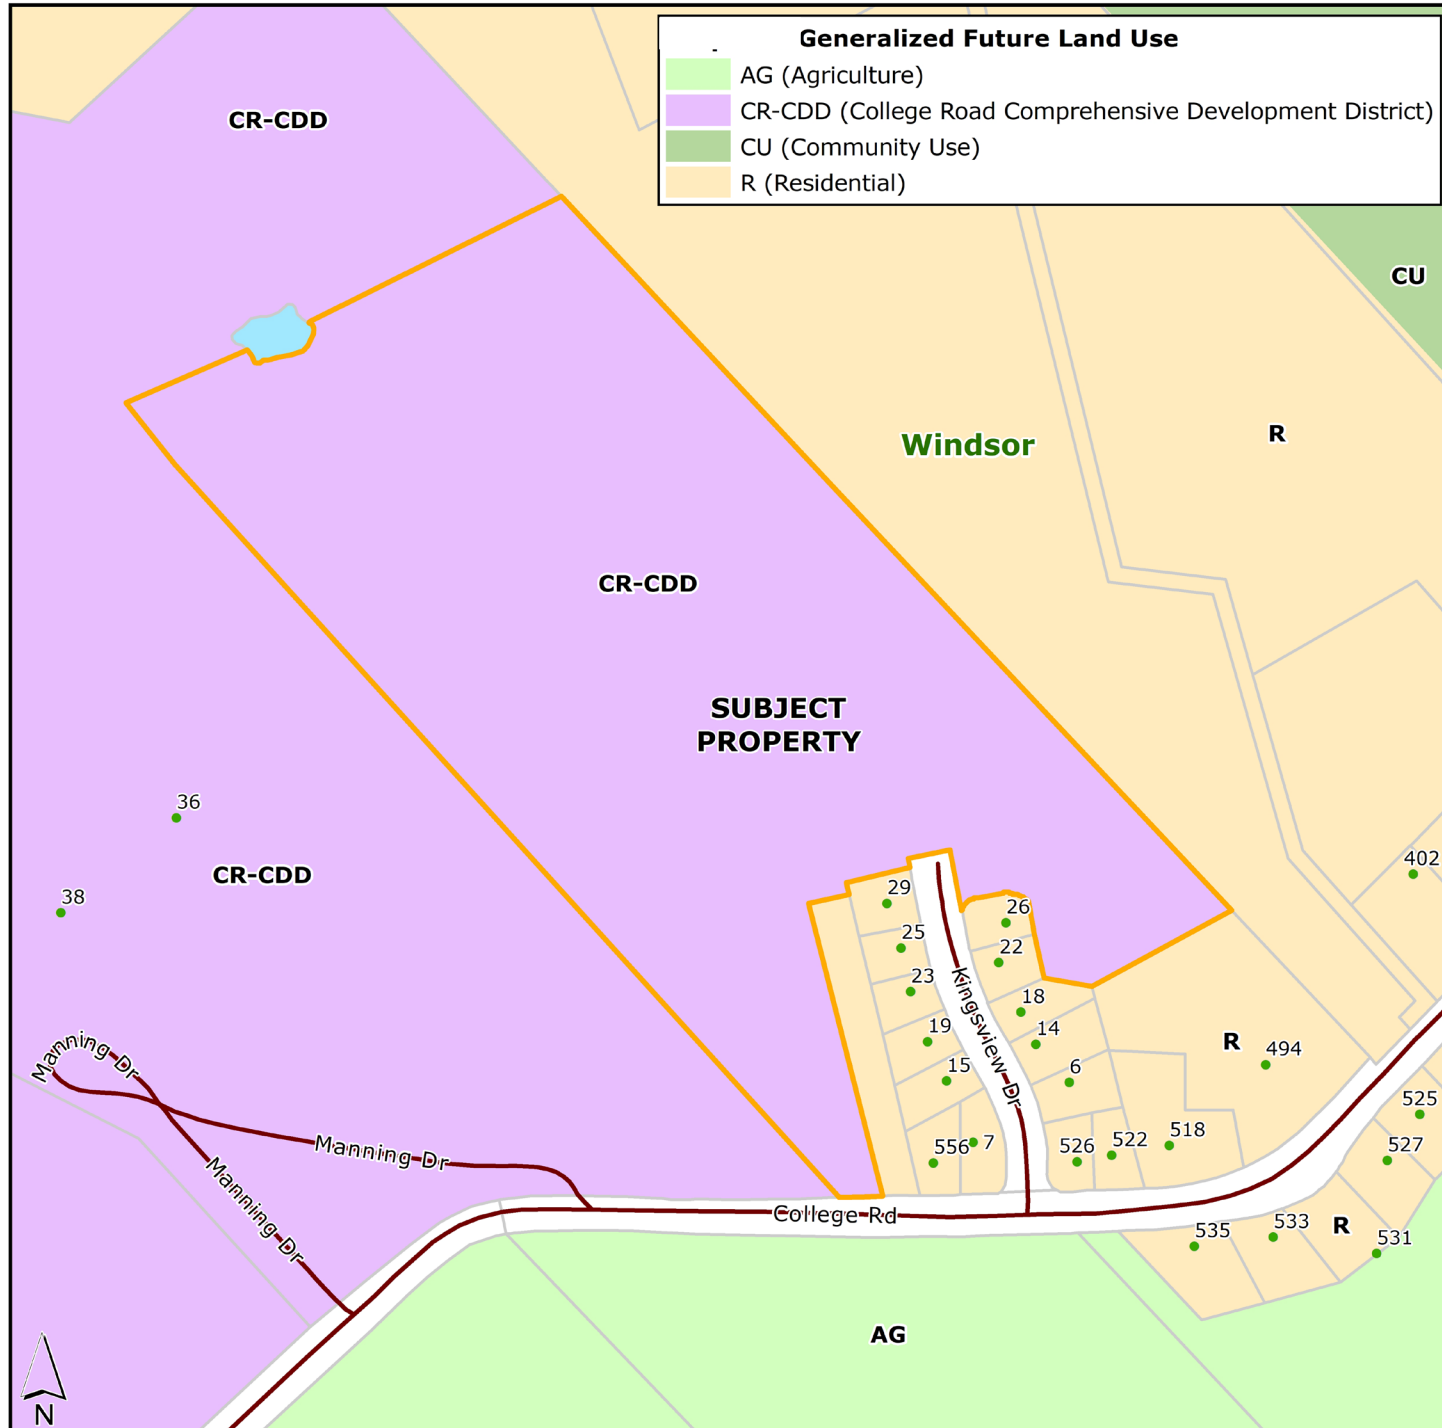 Generalized Future Land Use
AG (Agriculture)
CR-CDD (College Road Comprehensive Development District)
CU (Community Use)
R (Residential)
CR-CDD
CU
R
Windsor
CR-CDD
SUBJECT
PROPERTY
36
CR-CDD
38
402
29
26
25
22
23
18
19
14
15
6
Kingsview Dr
R
494
525
527
518
522
526
556
7
Manning Dr
Manning Dr
Manning Dr
College Rd
535
533
R
531
AG
N